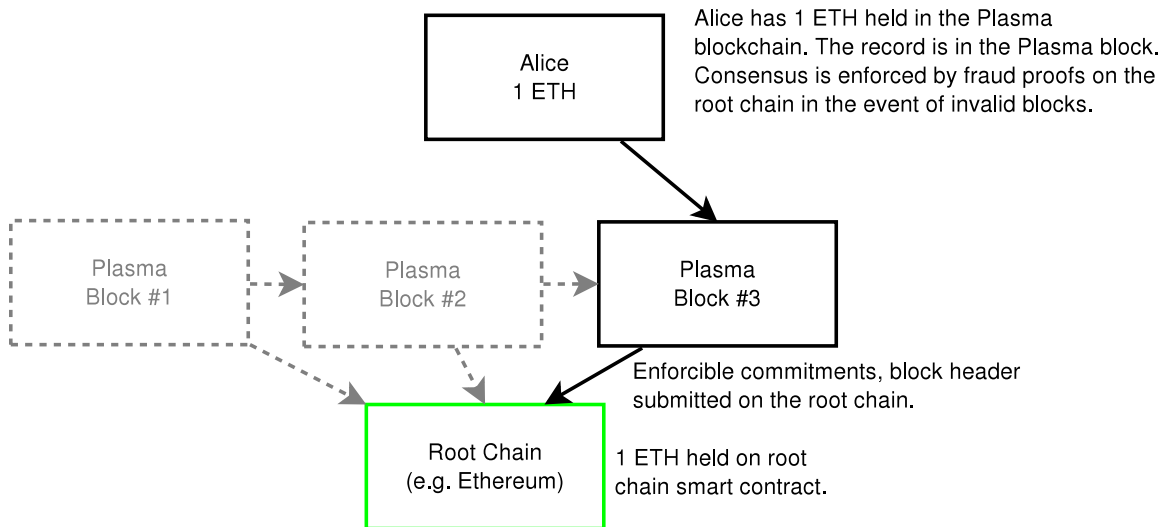 Alice
1 ETH
Alice has 1 ETH held in the Plasma
blockchain. The record is in the Plasma block.
Consensus is enforced by fraud proofs on the
root chain in the event of invalid blocks.
Plasma
Block #1
Plasma
Block #2
Plasma
Block #3
Enforcible commitments, block header
submitted on the root chain.
Root Chain
(e.g. Ethereum)
1 ETH held on root
chain smart contract.